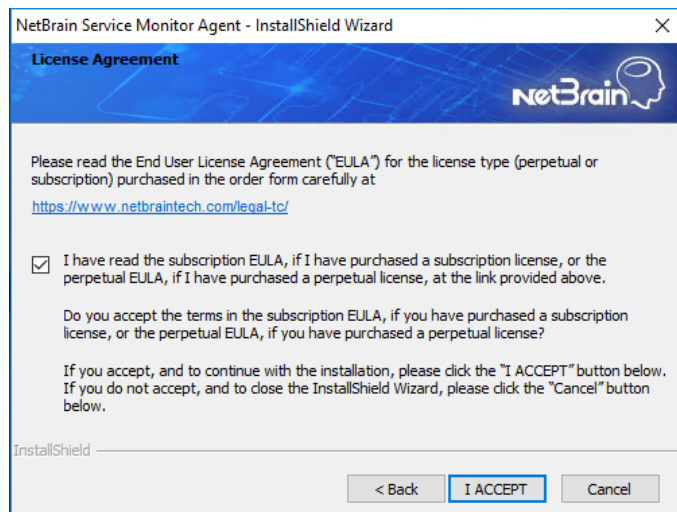 NetBrain Service Monitor Agent - InstallShield Wizard
License Agreement
NetBrain
Please read the End User License Agreement ("EULA") for the license type (perpetual or
subscription) purchased in the order form carefully at
https://www.netbraintech.com/legal-tc/
I have read the subscription EULA, if I have purchased a subscription license, or the
perpetual EULA, if I have purchased a perpetual license, at the link provided above.
Do you accept the terms in the subscription EULA, if you have purchased a subscription
license, or the perpetual EULA, if you have purchased a perpetual license?
If you accept, and to continue with the installation, please click the "I ACCEPT" button below.
If you do not accept, and to close the InstallShield Wizard, please click the "Cancel" button
below.
InstallShield
< Back
I ACCEPT
Cancel